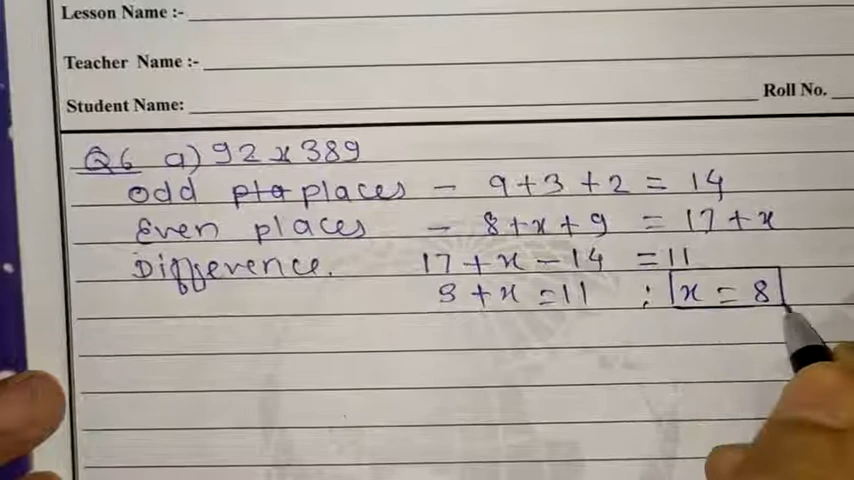 Lesson Name :-
Teacher Name :-
Roll No.
Student Name:
Q6 a) 92x389
Odd places - 9+3+2 = 14
Even places - 8+x+9 = 17+x
Difference. 17+x-14 =11
3+x=11 : x = 8